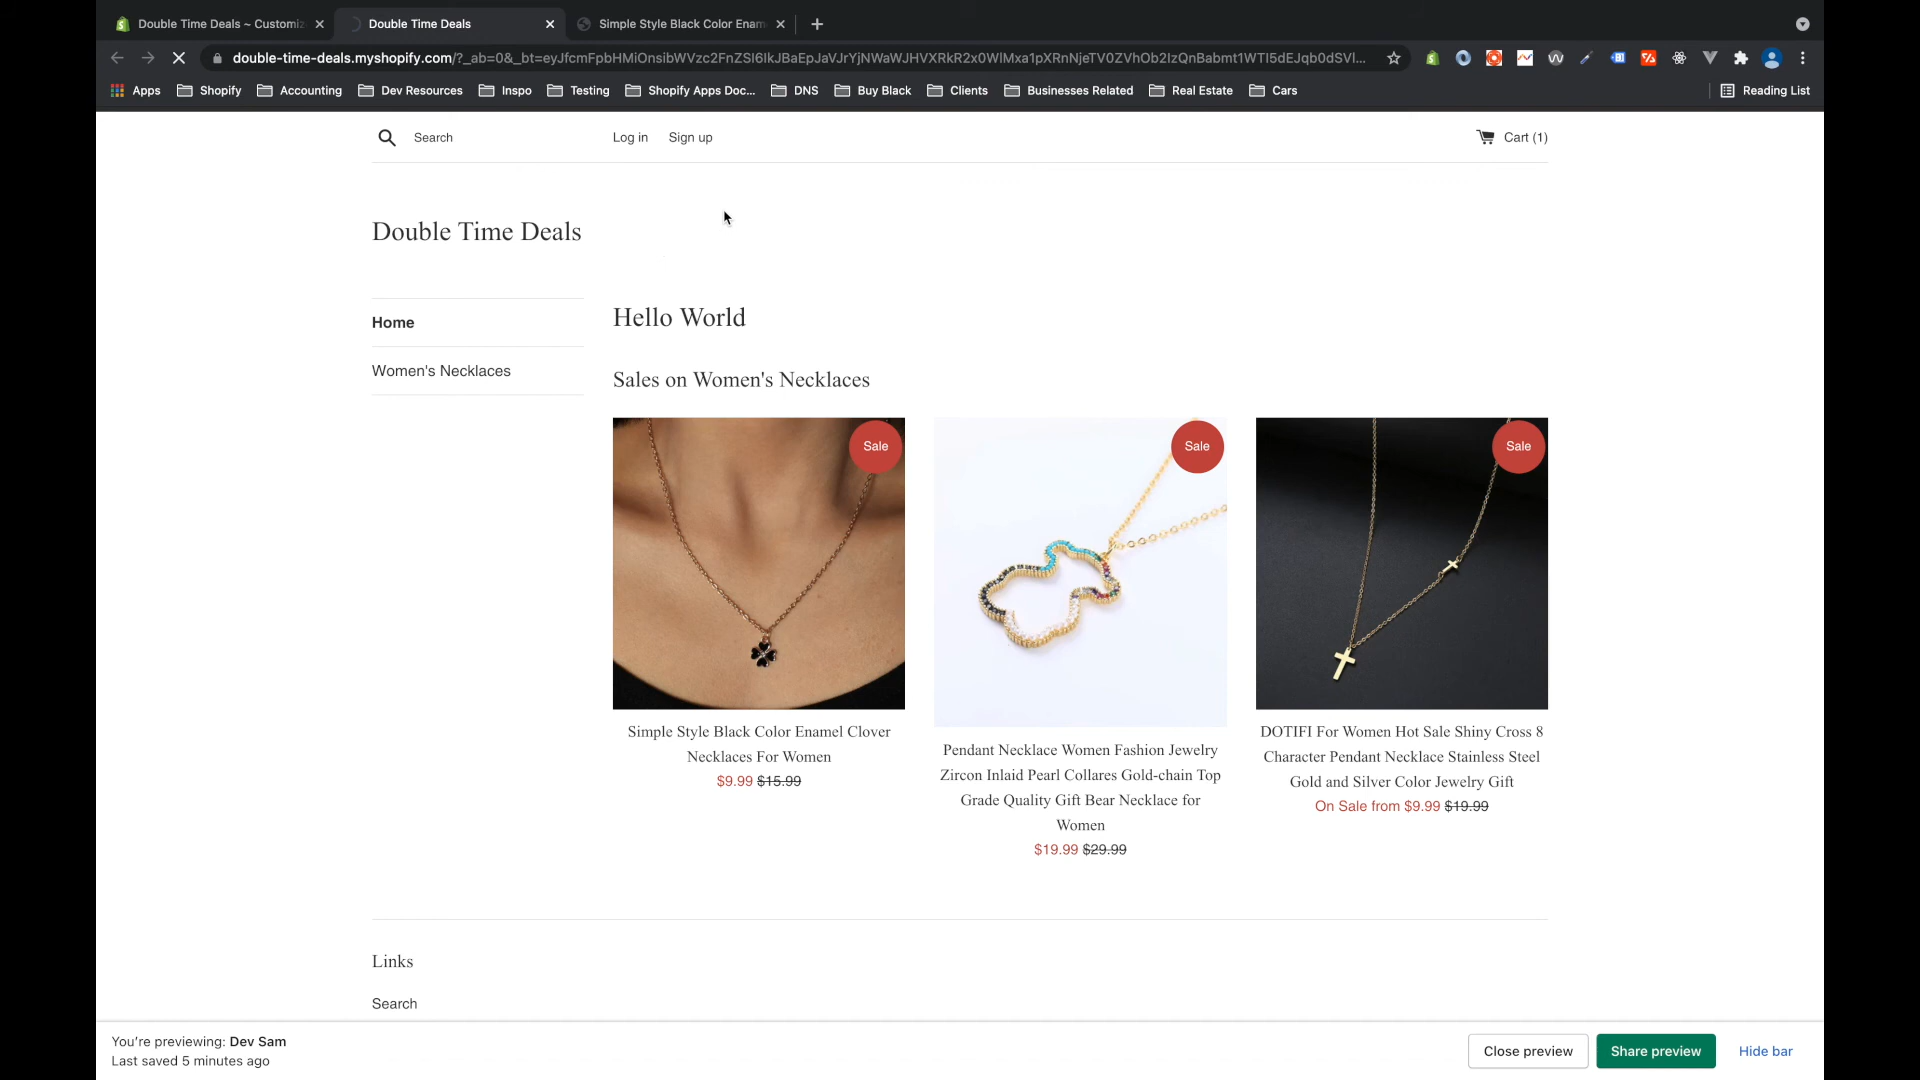 Double Time Deals ~ Customiz
Double Time Deals
Simple Style Black Color Enam
double-time-deals.myshopify.com/?_ab=0&_bt=eyJfcmFpbHMiOnsibWVzc2FnZSI6IkJBaEpJaVJrYjNWaWJHVXRkR2x0WlMxa1pXRnNjeTV0ZVhOb2IzQnBabmt1WTI5dEJqb0dSVl...
Apps
Shopify
Accounting
Dev Resources
Inspo
Testing
Shopify Apps Doc...
DNS
Buy Black
Clients
Businesses Related
Real Estate
Cars
Reading List
Search
Log in
Sign up
Cart (1)
Double Time Deals
Home
Women's Necklaces
Hello World
Sales on Women's Necklaces
Sale
Sale
Sale
Simple Style Black Color Enamel Clover
Necklaces For Women
$9.99 $15.99
Pendant Necklace Women Fashion Jewelry
Zircon Inlaid Pearl Collares Gold-chain Top
Grade Quality Gift Bear Necklace for
Women
$19.99 $29.99
DOTIFI For Women Hot Sale Shiny Cross 8
Character Pendant Necklace Stainless Steel
Gold and Silver Color Jewelry Gift
On Sale from $9.99 $19.99
Links
Search
You're previewing: Dev Sam
Last saved 5 minutes ago
Close preview
Share preview
Hide bar